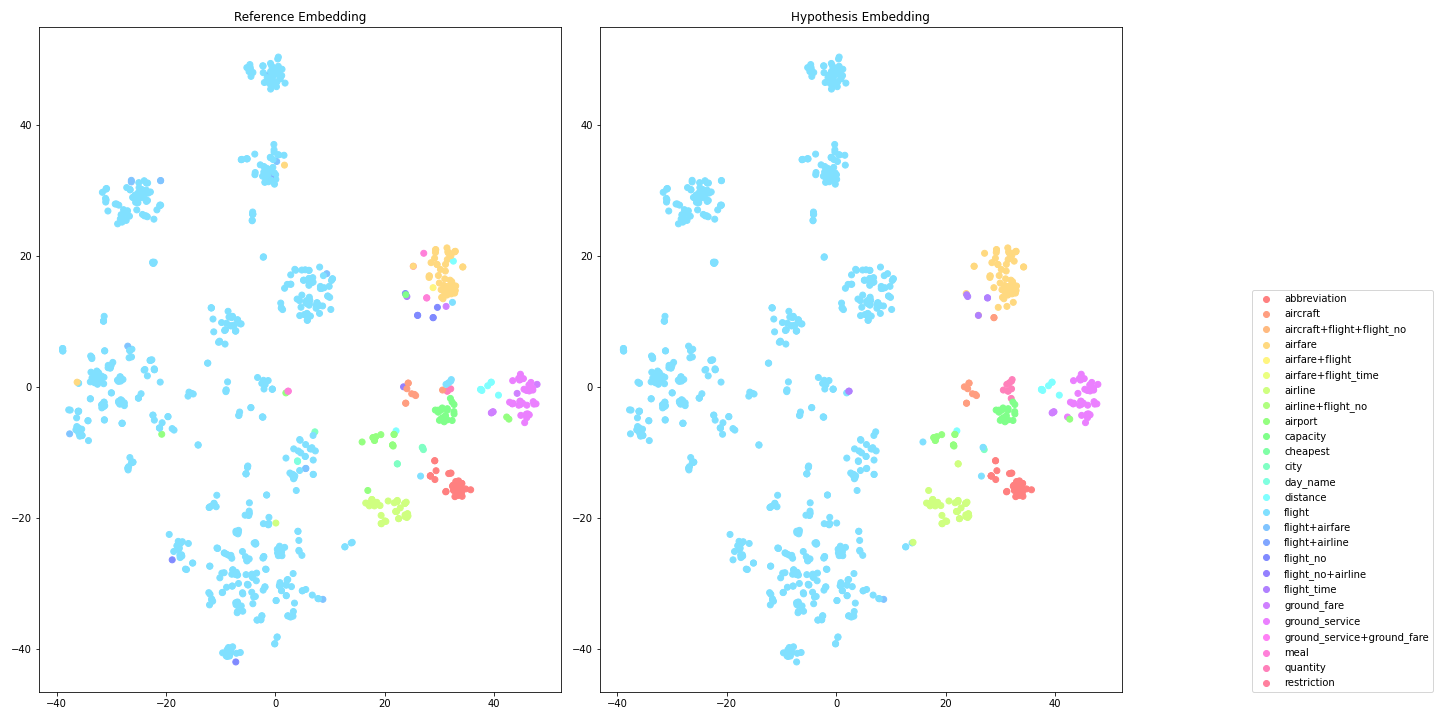 Reference Embedding
Hypothesis Embedding
40
20
0
−20
−40
−40
−20
0
20
40
40
20
0
−20
−40
−40
−20
0
20
40
abbreviation
aircraft
aircraft+flight+flight_no
airfare
airfare+flight
airfare+flight_time
airline
airline+flight_no
airport
capacity
cheapest
city
day_name
distance
flight
flight+airfare
flight+airline
flight_no
flight_no+airline
flight_time
ground_fare
ground_service
ground_service+ground_fare
meal
quantity
restriction